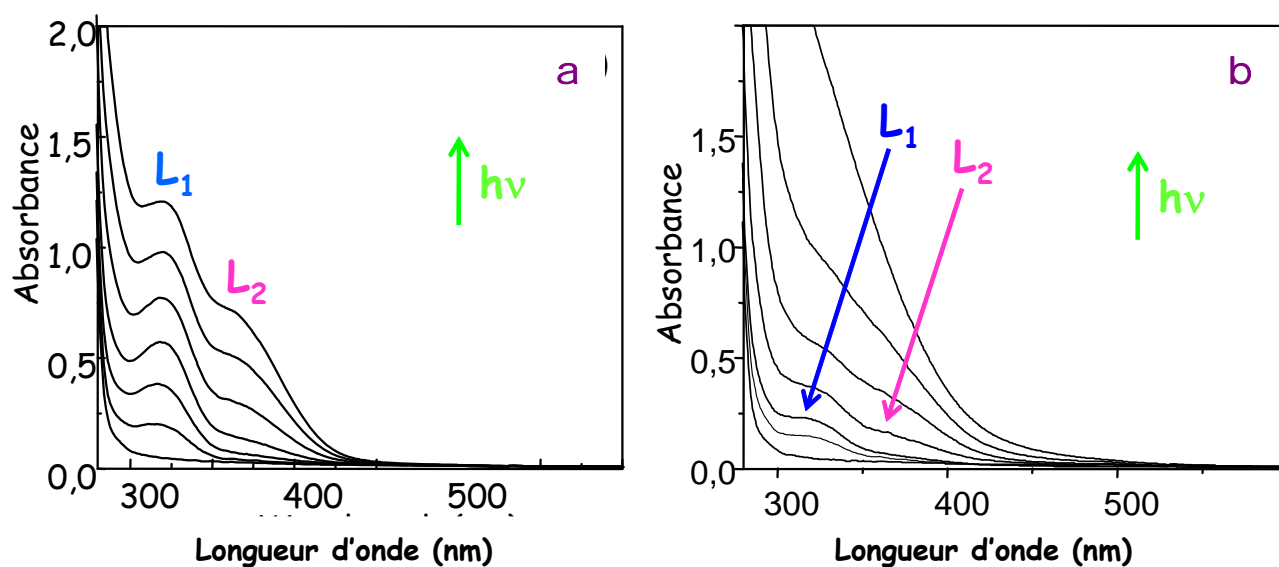 a )
L₁
L₂
hν
2,0
1,5
1,0
0,5
0,0
Absorbance
300 400 500
Longueur d'onde (nm)
b
L₁
L₂
hν
1,5
1,0
0,5
0,0
Absorbance
300 400 500
Longueur d'onde (nm)